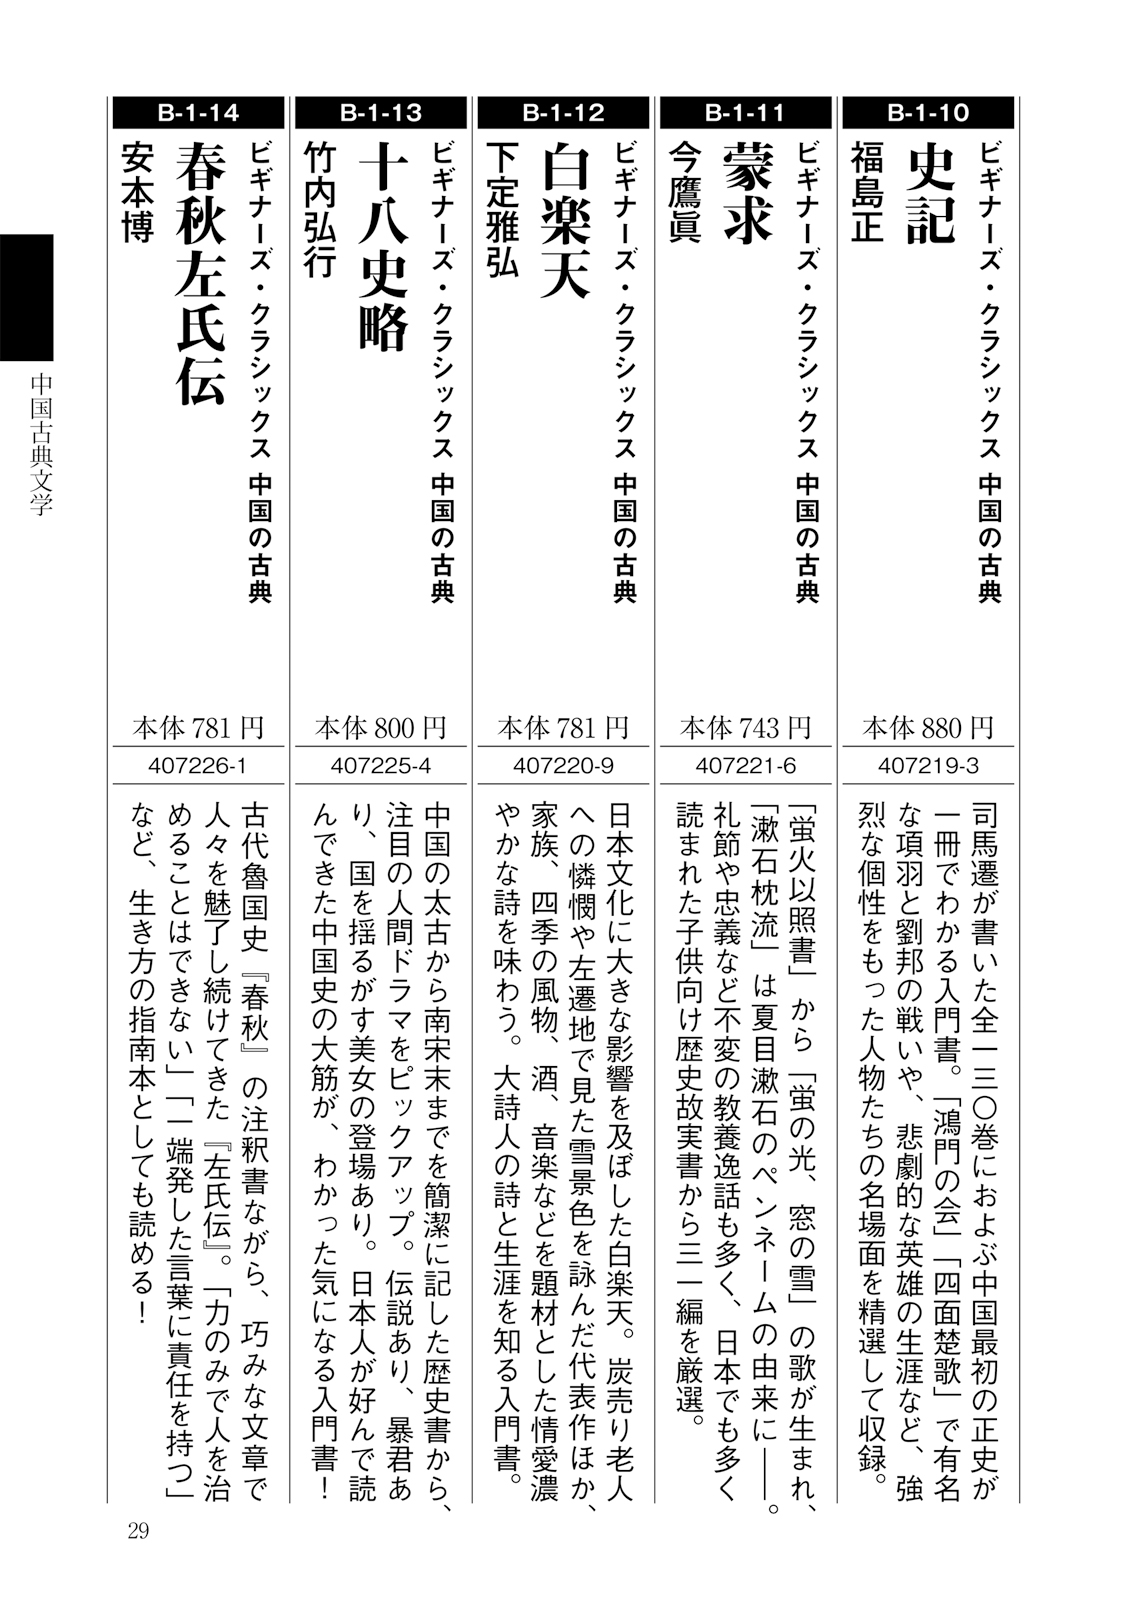 B-1-10
ビギナーズ・クラシックス 中国の古典
史記
福島正
本体 880 円
407219-3
司馬遷が書いた全一三〇巻におよぶ中国最初の正史が
一冊でわかる入門書。「鴻門の会」「四面楚歌」で有名
な項羽と劉邦の戦いや、悲劇的な英雄の生涯など、強
烈な個性をもった人物たちの名場面を精選して収録。
B-1-11
ビギナーズ・クラシックス 中国の古典
蒙求
今鷹眞
本体 743 円
407221-6
「蛍火以照書」から「蛍の光、窓の雪」の歌が生まれ、
「漱石枕流」は夏目漱石のペンネームの由来に――。
礼節や忠義など不変の教養逸話も多く、日本でも多く
読まれた子供向け歴史故実書から三一編を厳選。
B-1-12
ビギナーズ・クラシックス 中国の古典
白楽天
下定雅弘
本体 781 円
407220-9
日本文化に大きな影響を及ぼした白楽天。炭売り老人
への憐憫や左遷地で見た雪景色を詠んだ代表作ほか、
家族、四季の風物、酒、音楽などを題材とした情愛濃
やかな詩を味わう。大詩人の詩と生涯を知る入門書。
B-1-13
ビギナーズ・クラシックス 中国の古典
十八史略
竹内弘行
本体 800 円
407225-4
中国の太古から南宋末までを簡潔に記した歴史書から、
注目の人間ドラマをピックアップ。伝説あり、暴君あ
り、国を揺るがす美女の登場あり。日本人が好んで読
んできた中国史の大筋が、わかった気になる入門書！
B-1-14
ビギナーズ・クラシックス 中国の古典
春秋左氏伝
安本博
本体 781 円
407226-1
古代魯国史『春秋』の注釈書ながら、巧みな文章で
人々を魅了し続けてきた『左氏伝』。「力のみで人を治
めることはできない」「一端発した言葉に責任を持つ」
など、生き方の指南本としても読める！
中国古典文学
29